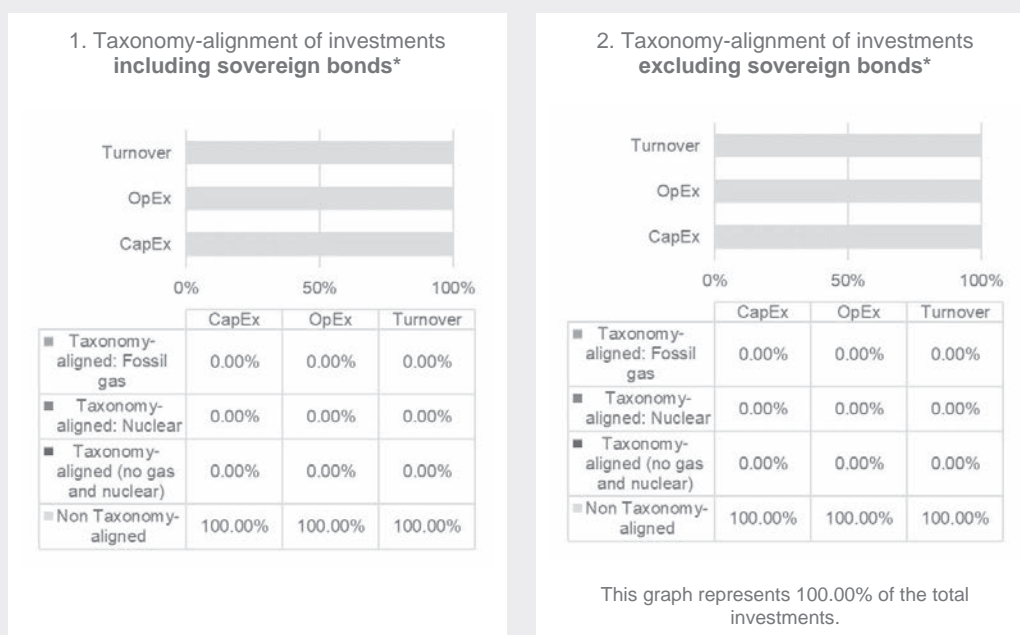 1. Taxonomy-alignment of investments
including sovereign bonds*
Turnover
OpEx
CapEx
0% 50% 100%
CapEx OpEx Turnover
Taxonomy-
aligned: Fossil
gas
0.00% 0.00% 0.00%
Taxonomy-
aligned: Nuclear
0.00% 0.00% 0.00%
Taxonomy-
aligned (no gas
and nuclear)
0.00% 0.00% 0.00%
Non Taxonomy-
aligned
100.00% 100.00% 100.00%
2. Taxonomy-alignment of investments
excluding sovereign bonds*
Turnover
OpEx
CapEx
0% 50% 100%
CapEx OpEx Turnover
Taxonomy-
aligned: Fossil
gas
0.00% 0.00% 0.00%
Taxonomy-
aligned: Nuclear
0.00% 0.00% 0.00%
Taxonomy-
aligned (no gas
and nuclear)
0.00% 0.00% 0.00%
Non Taxonomy-
aligned
100.00% 100.00% 100.00%
This graph represents 100.00% of the total
investments.